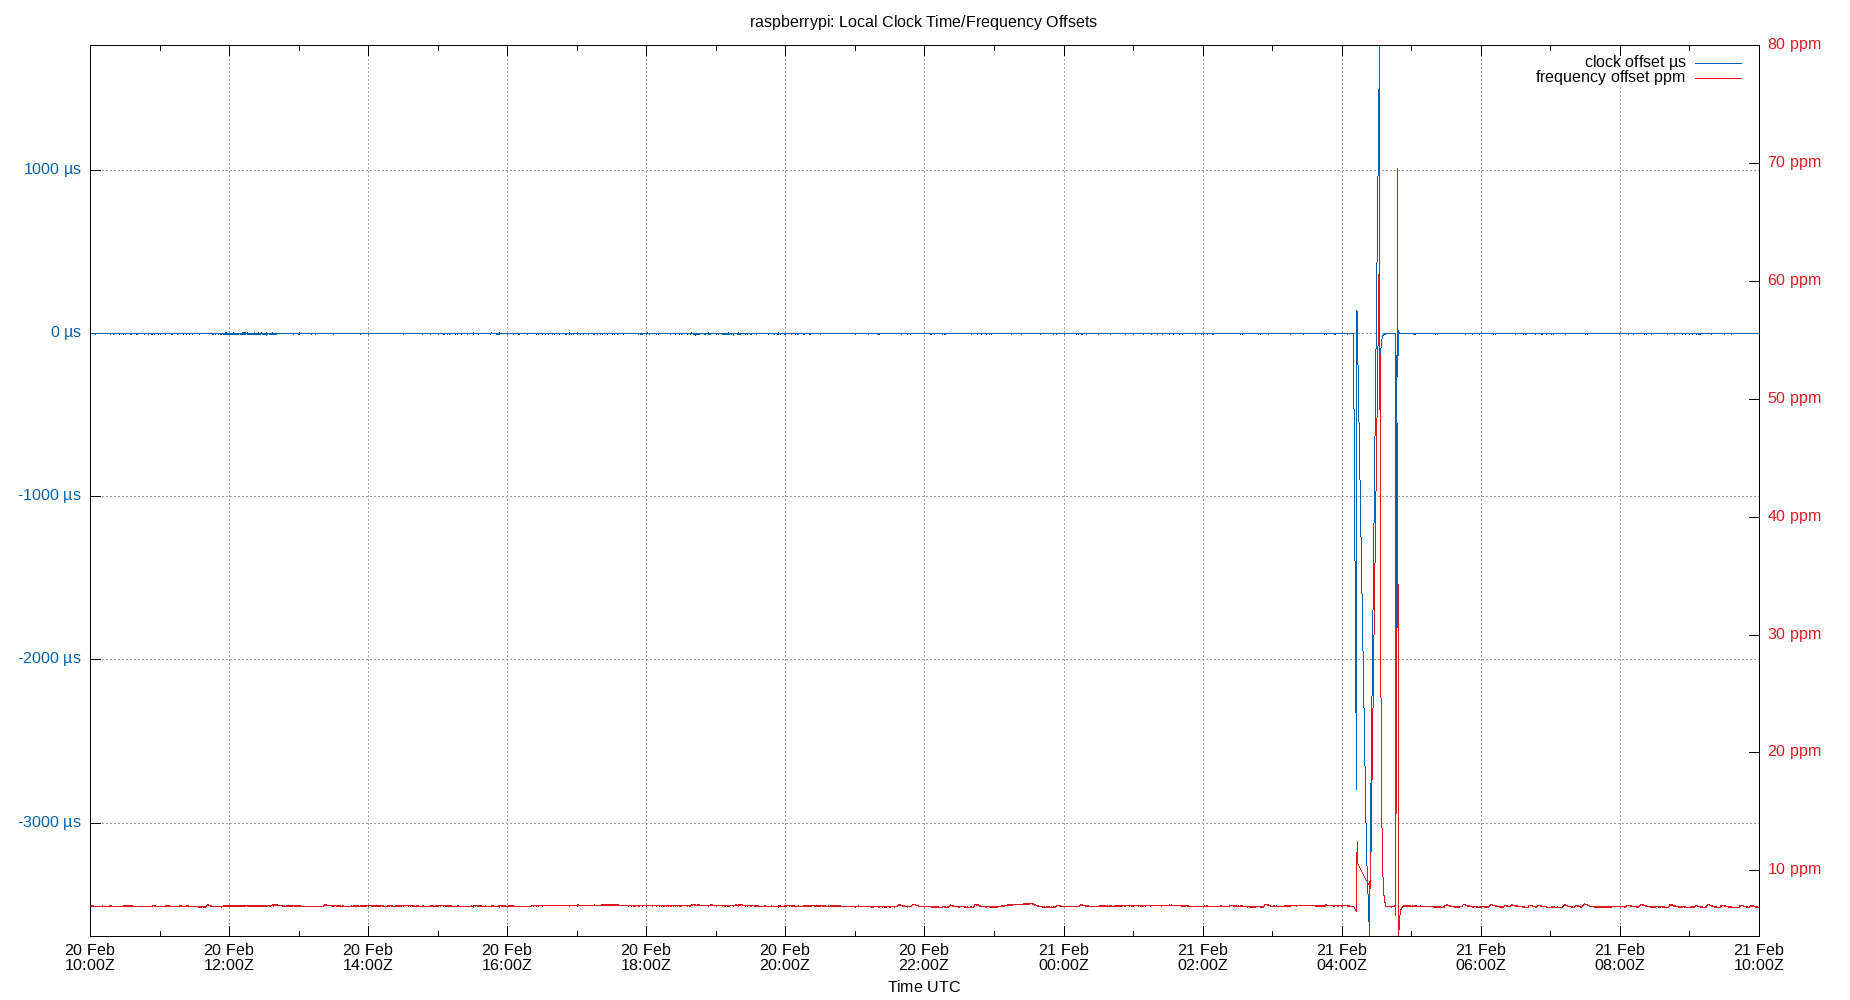 raspberrypi: Local Clock Time/Frequency Offsets
80 ppm
clock offset µs
frequency offset ppm
1000 µs
70 ppm
60 ppm
0 µs
50 ppm
-1000 µs
40 ppm
30 ppm
-2000 µs
20 ppm
-3000 µs
10 ppm
20 Feb 20 Feb 20 Feb 20 Feb 20 Feb 20 Feb 20 Feb 21 Feb 21 Feb 21 Feb 21 Feb 21 Feb 21 Feb
10:00Z 12:00Z 14:00Z 16:00Z 18:00Z 20:00Z 22:00Z 00:00Z 02:00Z 04:00Z 06:00Z 08:00Z 10:00Z
Time UTC